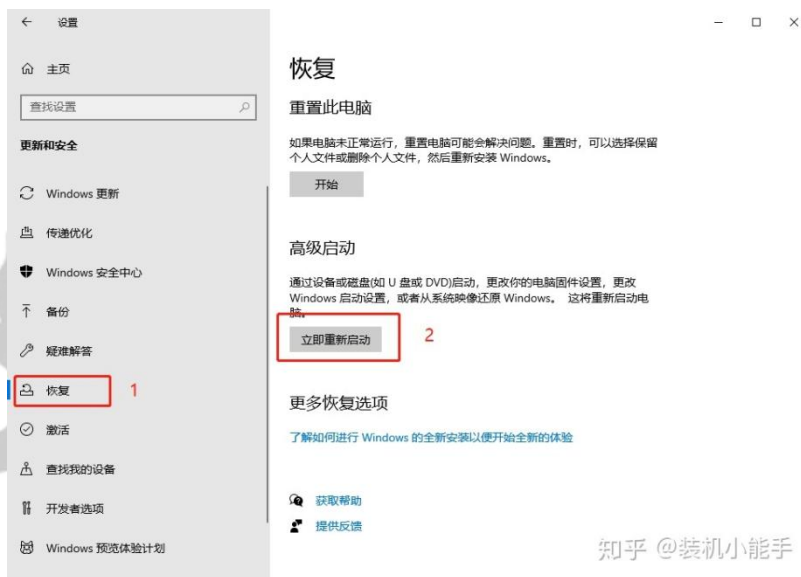 设置
主页
查找设置
更新和安全
Windows 更新
传递优化
Windows 安全中心
备份
疑难解答
恢复
1
激活
查找我的设备
开发者选项
Windows 预览体验计划
恢复
重置此电脑
如果电脑未正常运行，重置电脑可能会解决问题。重置时，可以选择保留
个人文件或删除个人文件，然后重新安装 Windows。
开始
高级启动
通过设备或磁盘(如 U 盘或 DVD)启动，更改你的电脑固件设置，更改
Windows 启动设置，或者从系统映像还原 Windows。 这将重新启动电
脑。
立即重新启动
2
更多恢复选项
了解如何进行 Windows 的全新安装以便开始全新的体验
获取帮助
提供反馈
知乎 @装机小能手